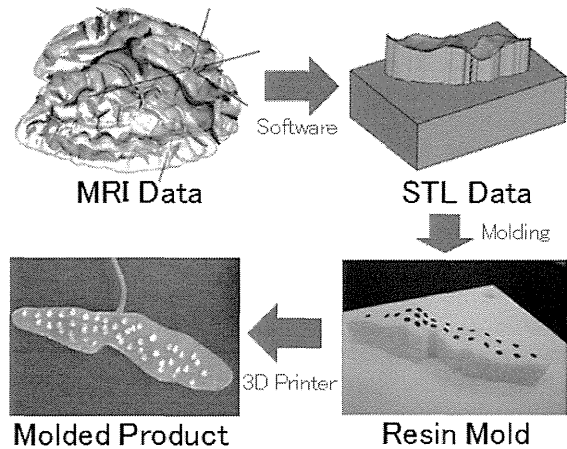 Software
MRI Data
STL Data
Molding
3D Printer
Molded Product
Resin Mold